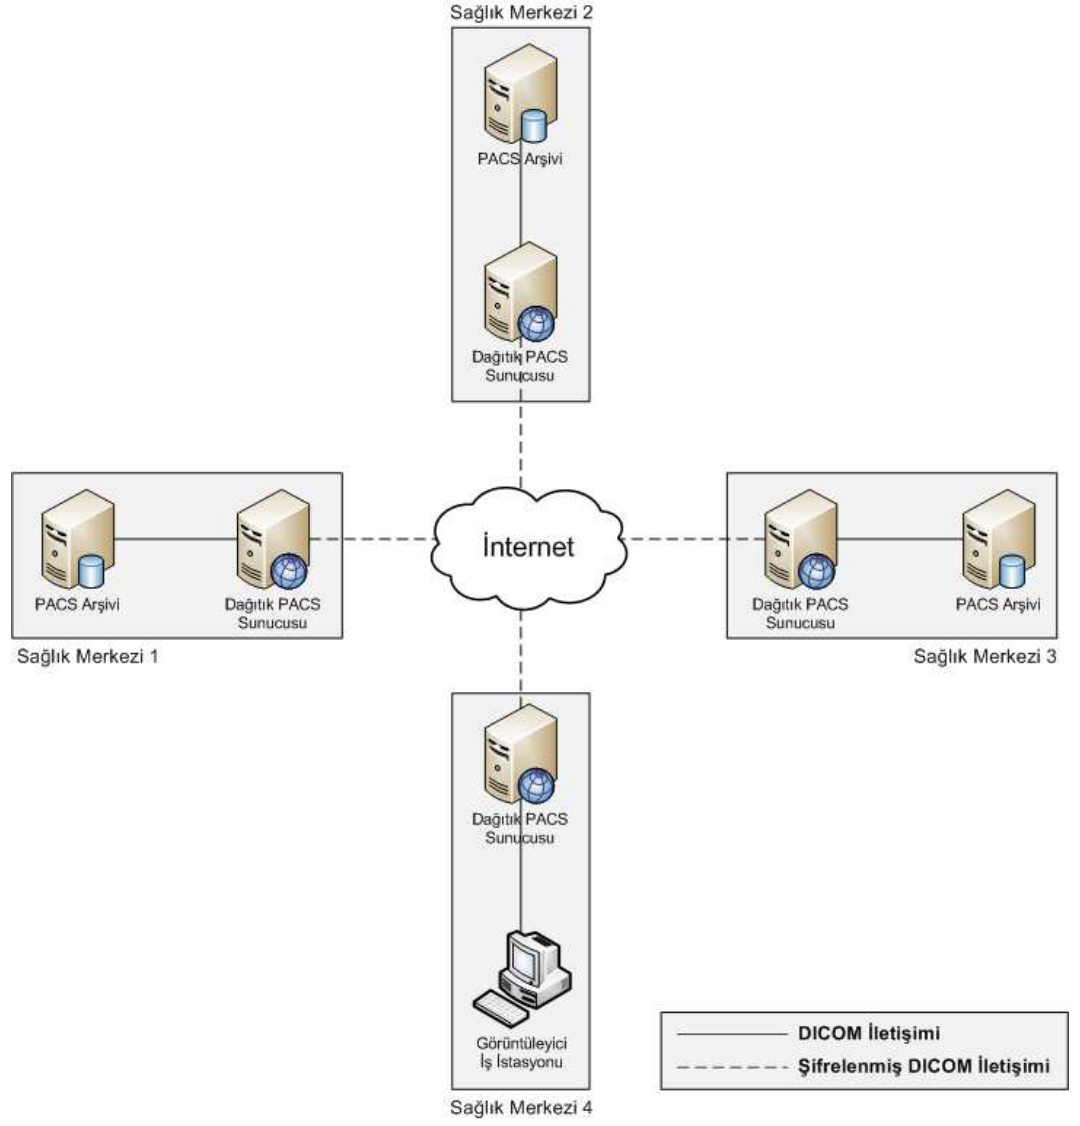 Sağlık Merkezi 2
PACS Arşivi
Dağıtık PACS
Sunucusu
İnternet
PACS Arşivi
Dağıtık PACS
Sunucusu
Sağlık Merkezi 1
Dağıtık PACS
Sunucusu
PACS Arşivi
Sağlık Merkezi 3
Dağıtık PACS
Sunucusu
Görüntüleyici
İş İstasyonu
Sağlık Merkezi 4
DICOM İletişimi
Şifrelenmiş DICOM İletişimi